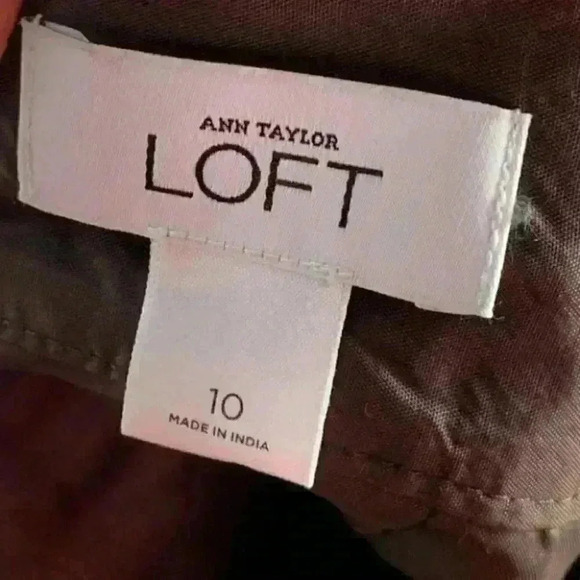 ANN TAYLOR
LOFT
10
MADE IN INDIA